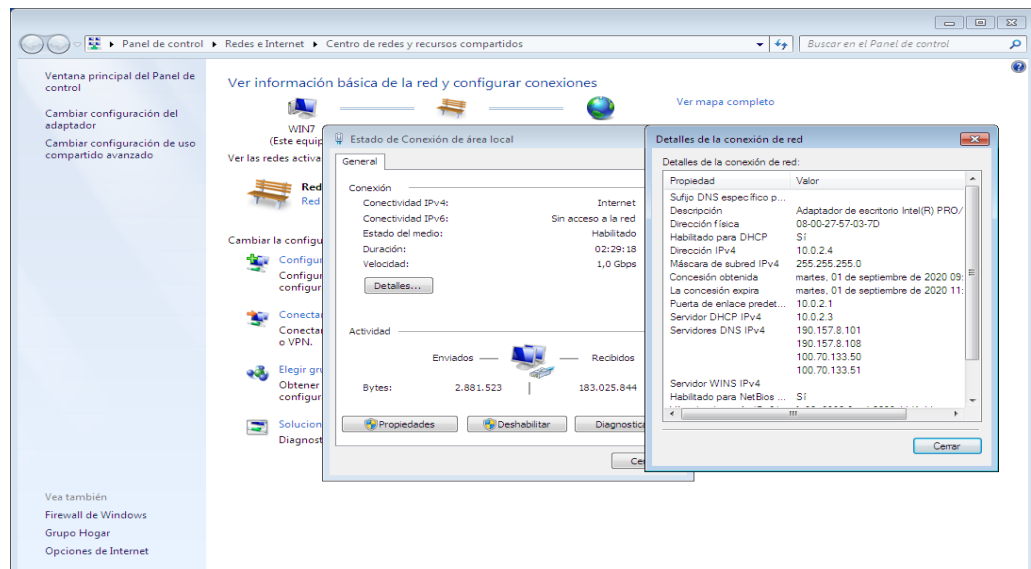 Panel de control ▸ Redes e Internet ▸ Centro de redes y recursos compartidos
Buscar en el Panel de control
Ventana principal del Panel de
control
Cambiar configuración del
adaptador
Cambiar configuración de uso
compartido avanzado
Vea también
Firewall de Windows
Grupo Hogar
Opciones de Internet
Ver información básica de la red y configurar conexiones
Ver mapa completo
WIN7
(Este equip
Ver las redes activa
Red
Red
Cambiar la configu
Configur
Configur
configur
Conectar
Conectar
o VPN.
Elegir gru
Obtener
configur
Solucion
Diagnost
Estado de Conexión de área local
General
Conexión
Conectividad IPv4: Internet
Conectividad IPv6: Sin acceso a la red
Estado del medio: Habilitado
Duración: 02:29:18
Velocidad: 1,0 Gbps
Detalles...
Actividad
Enviados — Recibidos
Bytes: 2.881.523 | 183.025.844
Propiedades
Deshabilitar
Diagnostica
Ce
Detalles de la conexión de red
Detalles de la conexión de red:
Propiedad Valor
Sufijo DNS específico p...
Descripción Adaptador de escritorio Intel(R) PRO/
Dirección física 08-00-27-57-03-7D
Habilitado para DHCP Sí
Dirección IPv4 10.0.2.4
Máscara de subred IPv4 255.255.255.0
Concesión obtenida martes, 01 de septiembre de 2020 09:
La concesión expira martes, 01 de septiembre de 2020 11:
Puerta de enlace predet... 10.0.2.1
Servidor DHCP IPv4 10.0.2.3
Servidores DNS IPv4 190.157.8.101
190.157.8.108
100.70.133.50
100.70.133.51
Servidor WINS IPv4
Habilitado para NetBios ... Sí
Cerrar